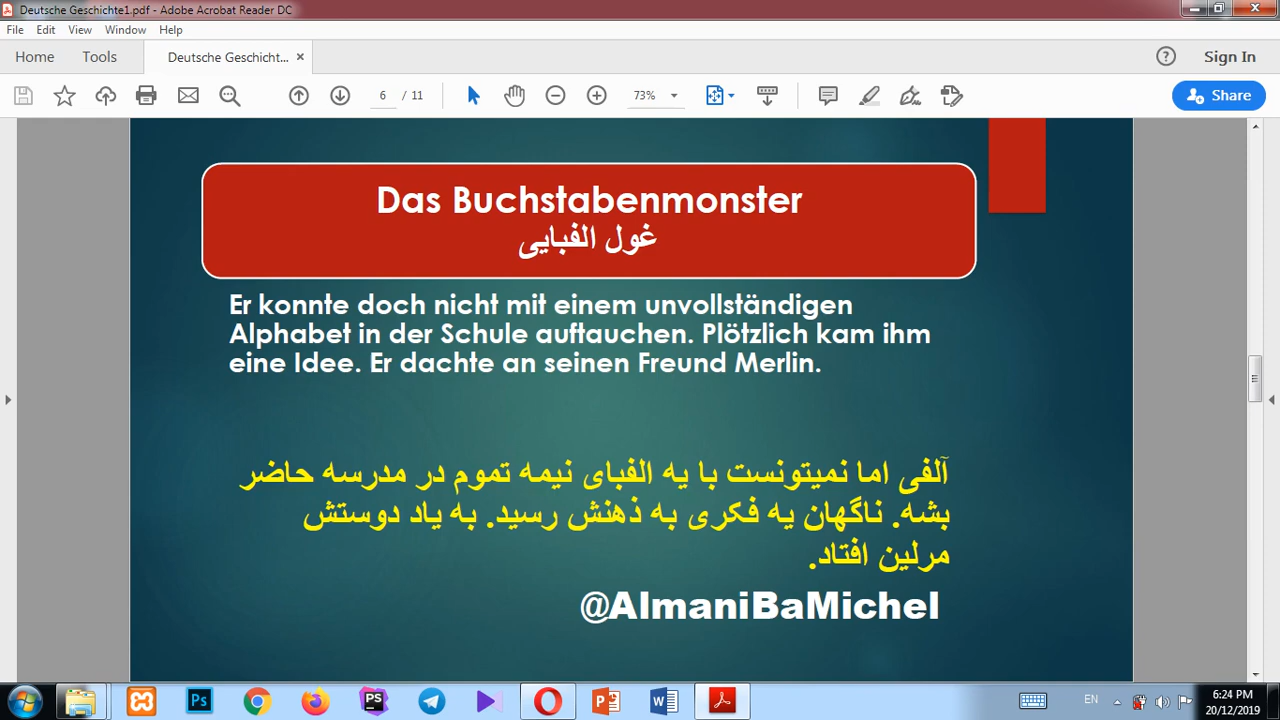 Deutsche Geschichte1.pdf - Adobe Acrobat Reader DC
File Edit View Window Help
Home Tools Deutsche Geschicht... Sign In
6 / 11 73% Share
Das Buchstabenmonster
غول الفبایی
Er konnte doch nicht mit einem unvollständigen
Alphabet in der Schule auftauchen. Plötzlich kam ihm
eine Idee. Er dachte an seinen Freund Merlin.
آلفی اما نمیتونست با یه الفبای نیمه تموم در مدرسه حاضر
بشه. ناگهان یه فکری به ذهنش رسید. به یاد دوستش
مرلین افتاد.
@AlmaniBaMichel
Ps PS P W
EN 6:24 PM
20/12/2019